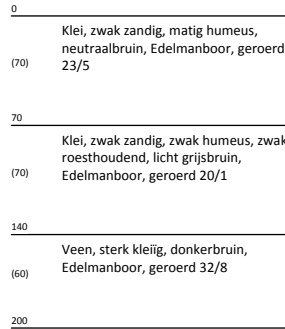 0
Klei, zwak zandig, matig humeus,
neutraalbruin, Edelmanboor, geroerd
(70)
23/5
70
Klei, zwak zandig, zwak humeus, zwak
roesthoudend, licht grijsbruin,
(70)
Edelmanboor, geroerd 20/1
140
Veen, sterk kleiïg, donkerbruin,
(60)
Edelmanboor, geroerd 32/8
200